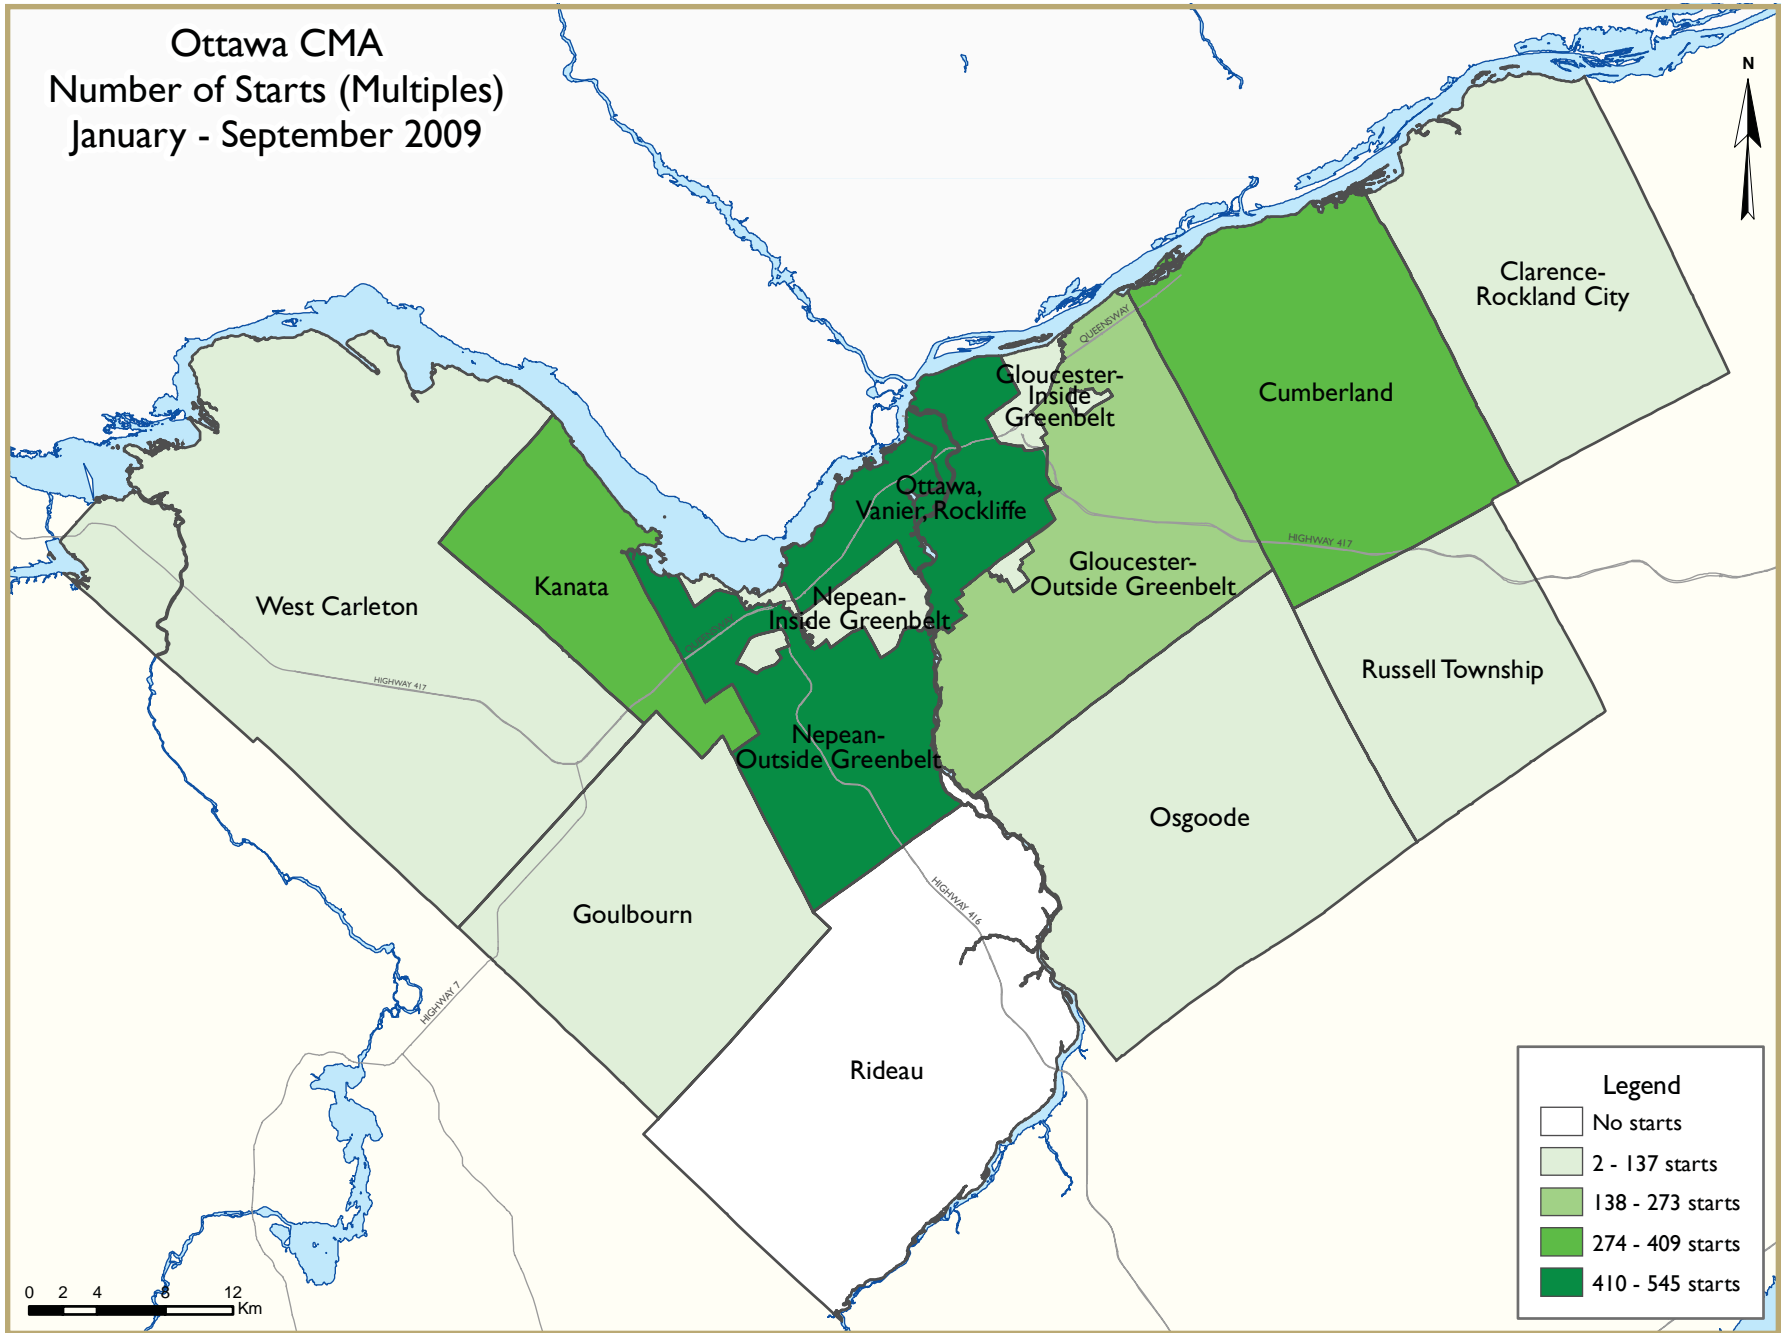 Ottawa CMA
Number of Starts (Multiples)
January - September 2009
N
Clarence-
Rockland City
QUEENSWAY
Gloucester-
Inside
Greenbelt
Cumberland
Ottawa,
Vanier, Rockliffe
HIGHWAY 417
Gloucester-
Outside Greenbelt
Kanata
West Carleton
Nepean-
Inside Greenbelt
QUEENSWAY
Russell Township
HIGHWAY 417
Nepean-
Outside Greenbelt
Osgoode
HIGHWAY 416
Goulbourn
HIGHWAY 7
Rideau
Legend
No starts
2 - 137 starts
138 - 273 starts
274 - 409 starts
410 - 545 starts
0 2 4 8 12
Km